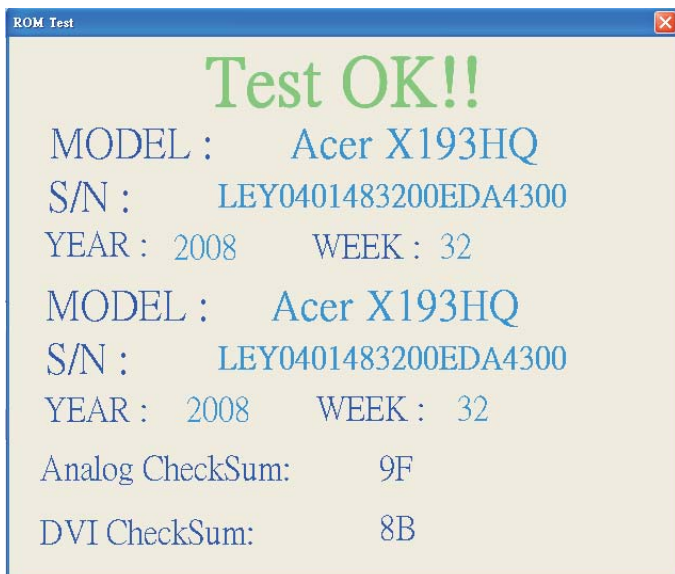 ROM Test
Test OK!!
MODEL : Acer X193HQ
S/N : LEY0401483200EDA4300
YEAR : 2008 WEEK : 32
MODEL : Acer X193HQ
S/N : LEY0401483200EDA4300
YEAR : 2008 WEEK : 32
Analog CheckSum: 9F
DVI CheckSum: 8B